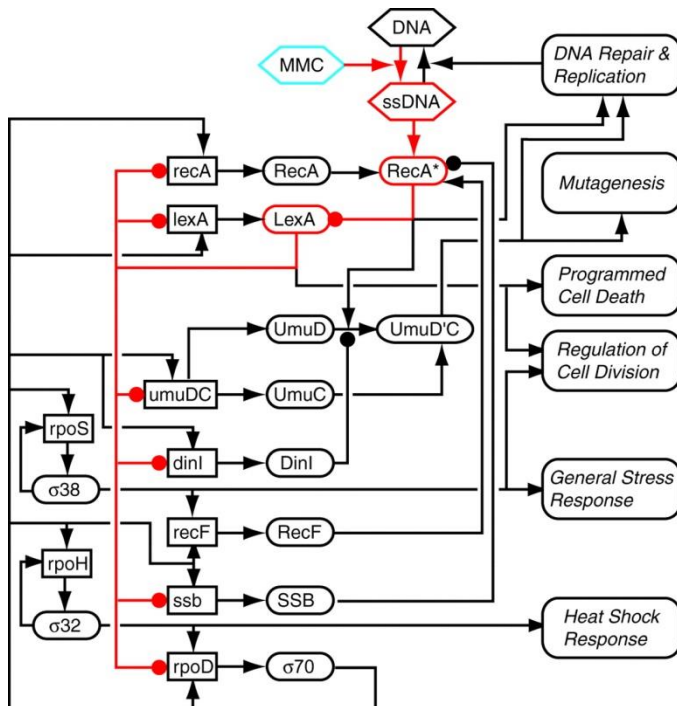 DNA
MMC
DNA Repair &
Replication
ssDNA
recA
RecA
RecA*
Mutagenesis
lexA
LexA
Programmed
Cell Death
UmuD
UmuD'C
Regulation of
Cell Division
umuDC
UmuC
rpoS
dinI
DinI
σ38
General Stress
Response
recF
RecF
rpoH
ssb
SSB
σ32
Heat Shock
Response
rpoD
σ70